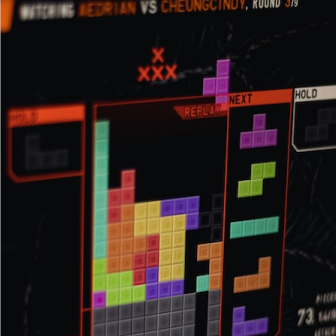 WATCHING AEDRIAN VS CHEUNGCINDY, ROUND 3/9
HOLD
REPLAY
NEXT
HOLD
73